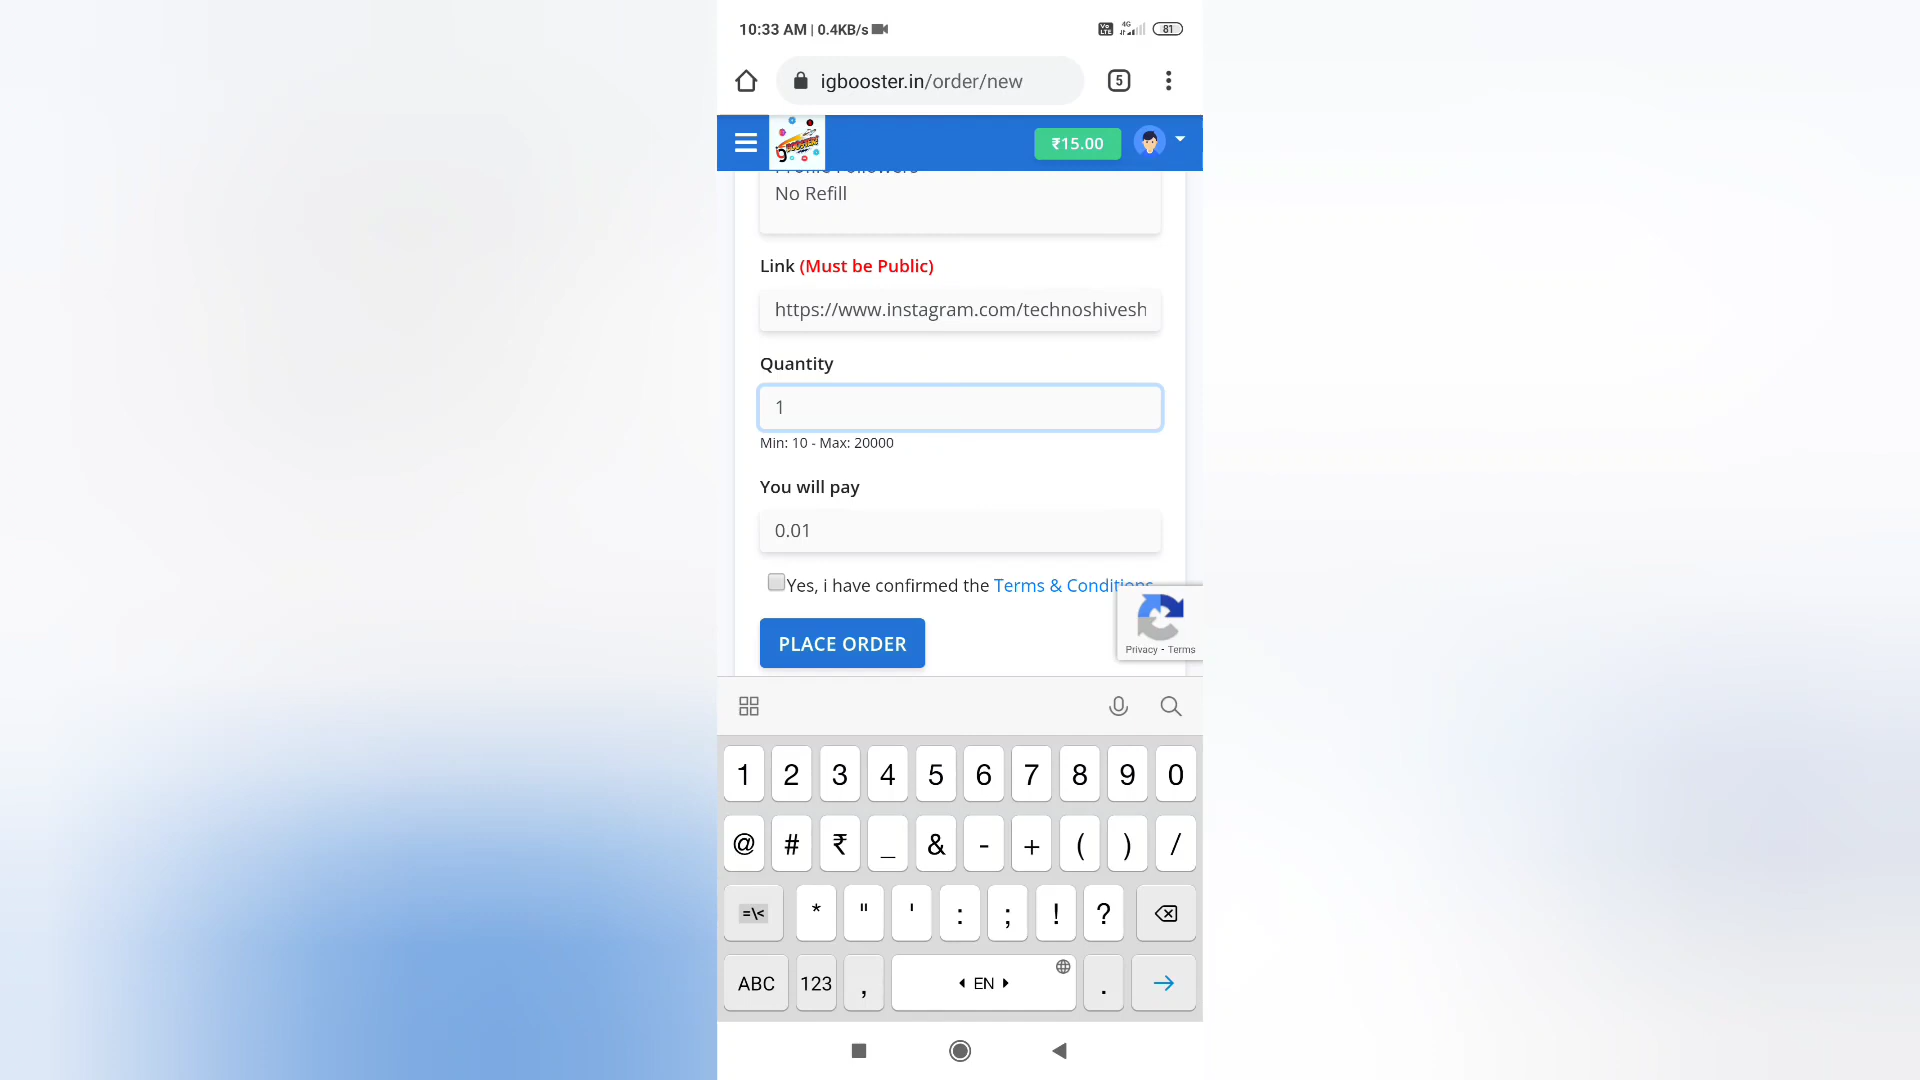 10:33 AM | 0.4KB/s
Vo LTE 4G 81
igbooster.in/order/new
5
₹15.00
No Refill
Link (Must be Public)
https://www.instagram.com/technoshivesh
Quantity
1
Min: 10 - Max: 20000
You will pay
0.01
Yes, i have confirmed the Terms & Conditions
PLACE ORDER
Privacy - Terms
1 2 3 4 5 6 7 8 9 0
@ # ₹ _ & - + ( ) /
=\< * " ' : ; ! ?
ABC 123 , EN .